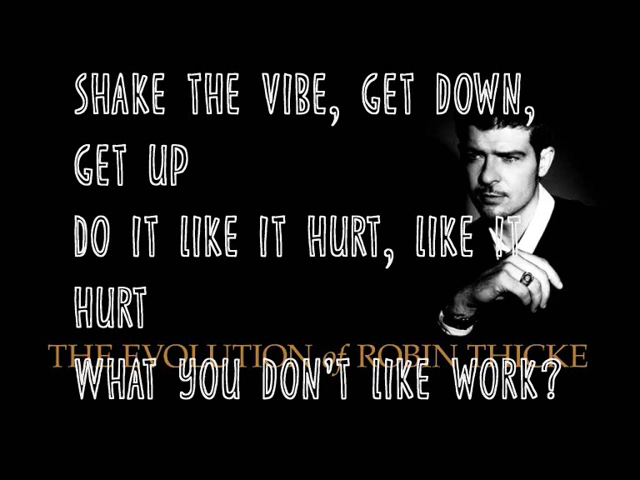 SHAKE THE VIBE, GET DOWN,
GET UP
DO IT LIKE IT HURT, LIKE IT
HURT
THE EVOLUTION of ROBIN THICKE
WHAT YOU DON'T LIKE WORK?